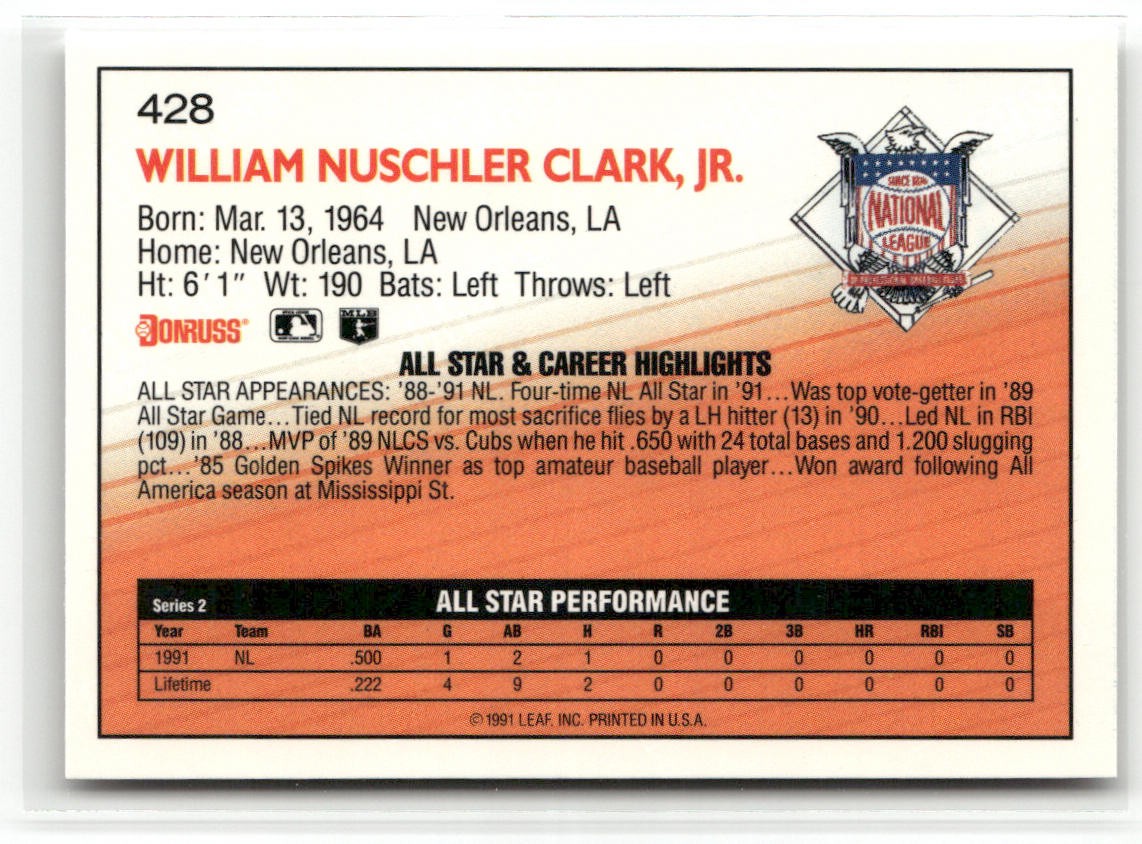 428
WILLIAM NUSCHLER CLARK, JR.
Born: Mar. 13, 1964 New Orleans, LA
Home: New Orleans, LA
Ht: 6'1" Wt: 190 Bats: Left Throws: Left
SINCE 1876
NATIONAL
LEAGUE
DONRUSS®
MLB
ALL STAR & CAREER HIGHLIGHTS
ALL STAR APPEARANCES: '88-'91 NL. Four-time NL All Star in '91...Was top vote-getter in '89
All Star Game...Tied NL record for most sacrifice flies by a LH hitter (13) in '90...Led NL in RBI
(109) in '88...MVP of '89 NLCS vs. Cubs when he hit .650 with 24 total bases and 1.200 slugging
pct...'85 Golden Spikes Winner as top amateur baseball player...Won award following All
America season at Mississippi St.
Series 2 ALL STAR PERFORMANCE
Year Team BA G AB H R 2B 3B HR RBI SB
1991 NL .500 1 2 1 0 0 0 0 0 0
Lifetime .222 4 9 2 0 0 0 0 0 0
©1991 LEAF, INC. PRINTED IN U.S.A.